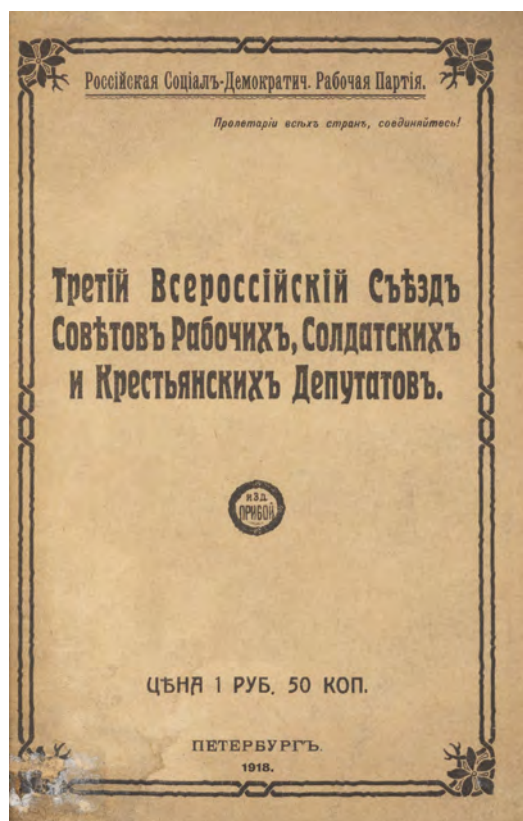 Россійская Соціалъ-Демократич. Рабочая Партія.
Пролетаріи всѣхъ странъ, соединяйтесь!
Третій Всероссійскій Съѣздъ
Совѣтовъ Рабочихъ, Солдатскихъ
и Крестьянскихъ Депутатовъ.
ИЗД.
ПРИБОЙ
ЦѢНА 1 РУБ. 50 КОП.
ПЕТЕРБУРГЪ.
1918.